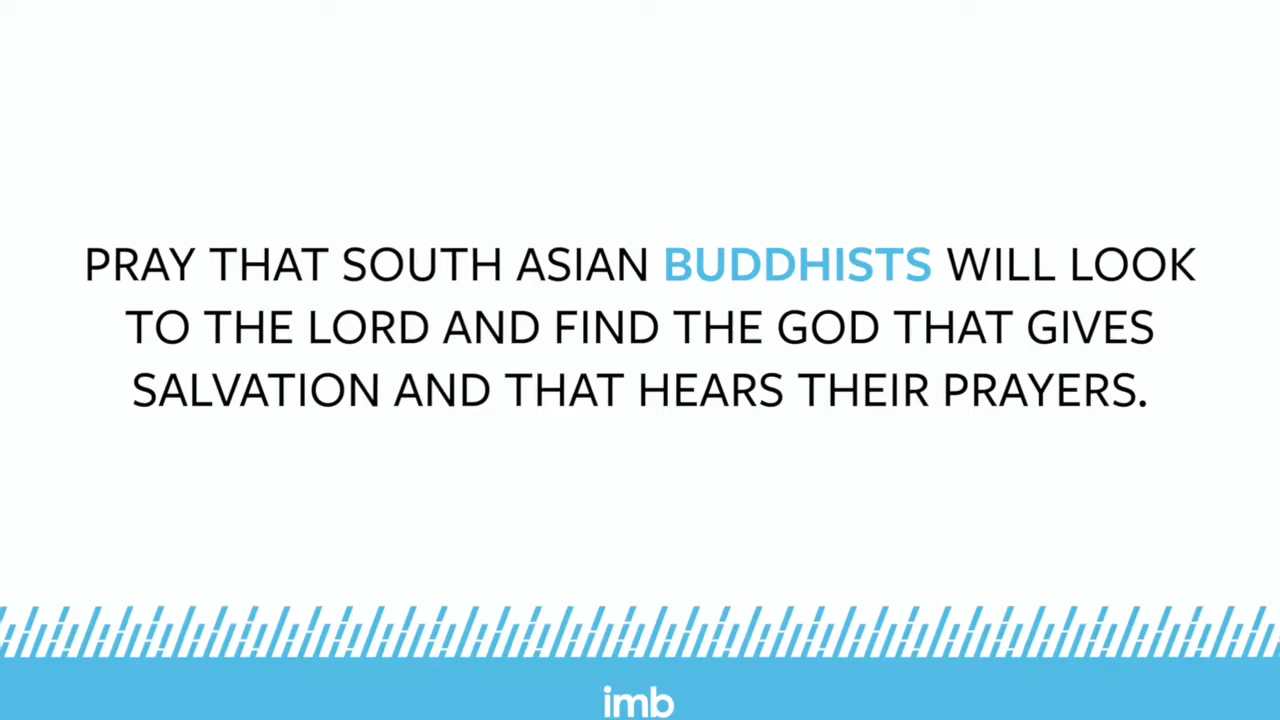 PRAY THAT SOUTH ASIAN BUDDHISTS WILL LOOK
TO THE LORD AND FIND THE GOD THAT GIVES
SALVATION AND THAT HEARS THEIR PRAYERS.
imb